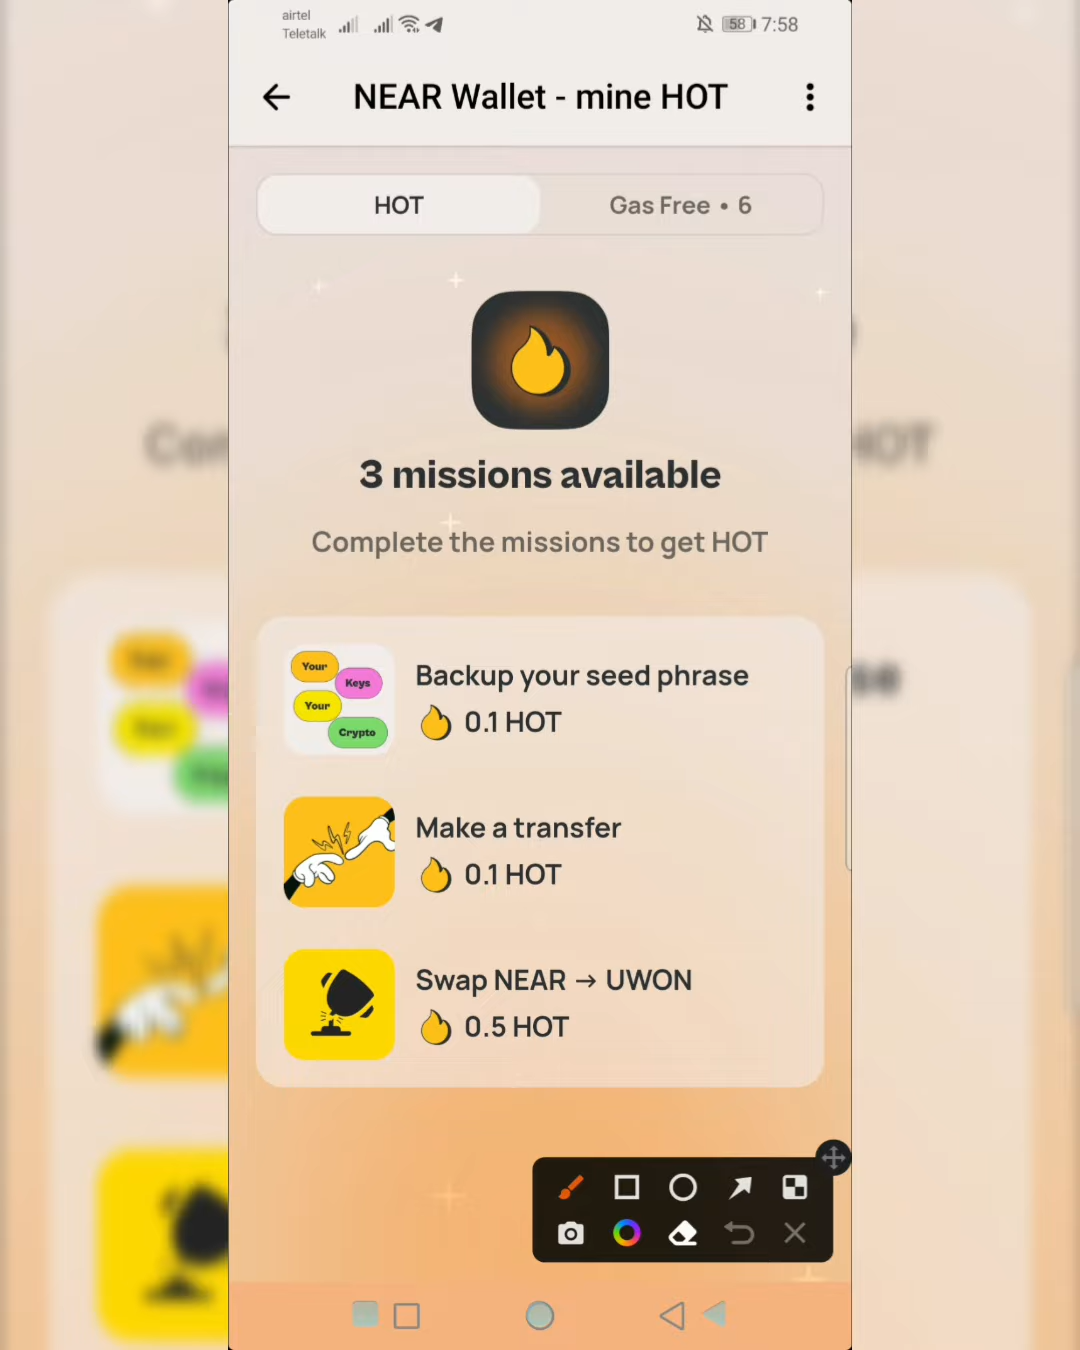 airtel
Teletalk
58 7:58
NEAR Wallet - mine HOT
HOT
Gas Free • 6
3 missions available
Complete the missions to get HOT
Your
Keys
Your
Crypto
Backup your seed phrase
0.1 HOT
Make a transfer
0.1 HOT
Swap NEAR → UWON
0.5 HOT